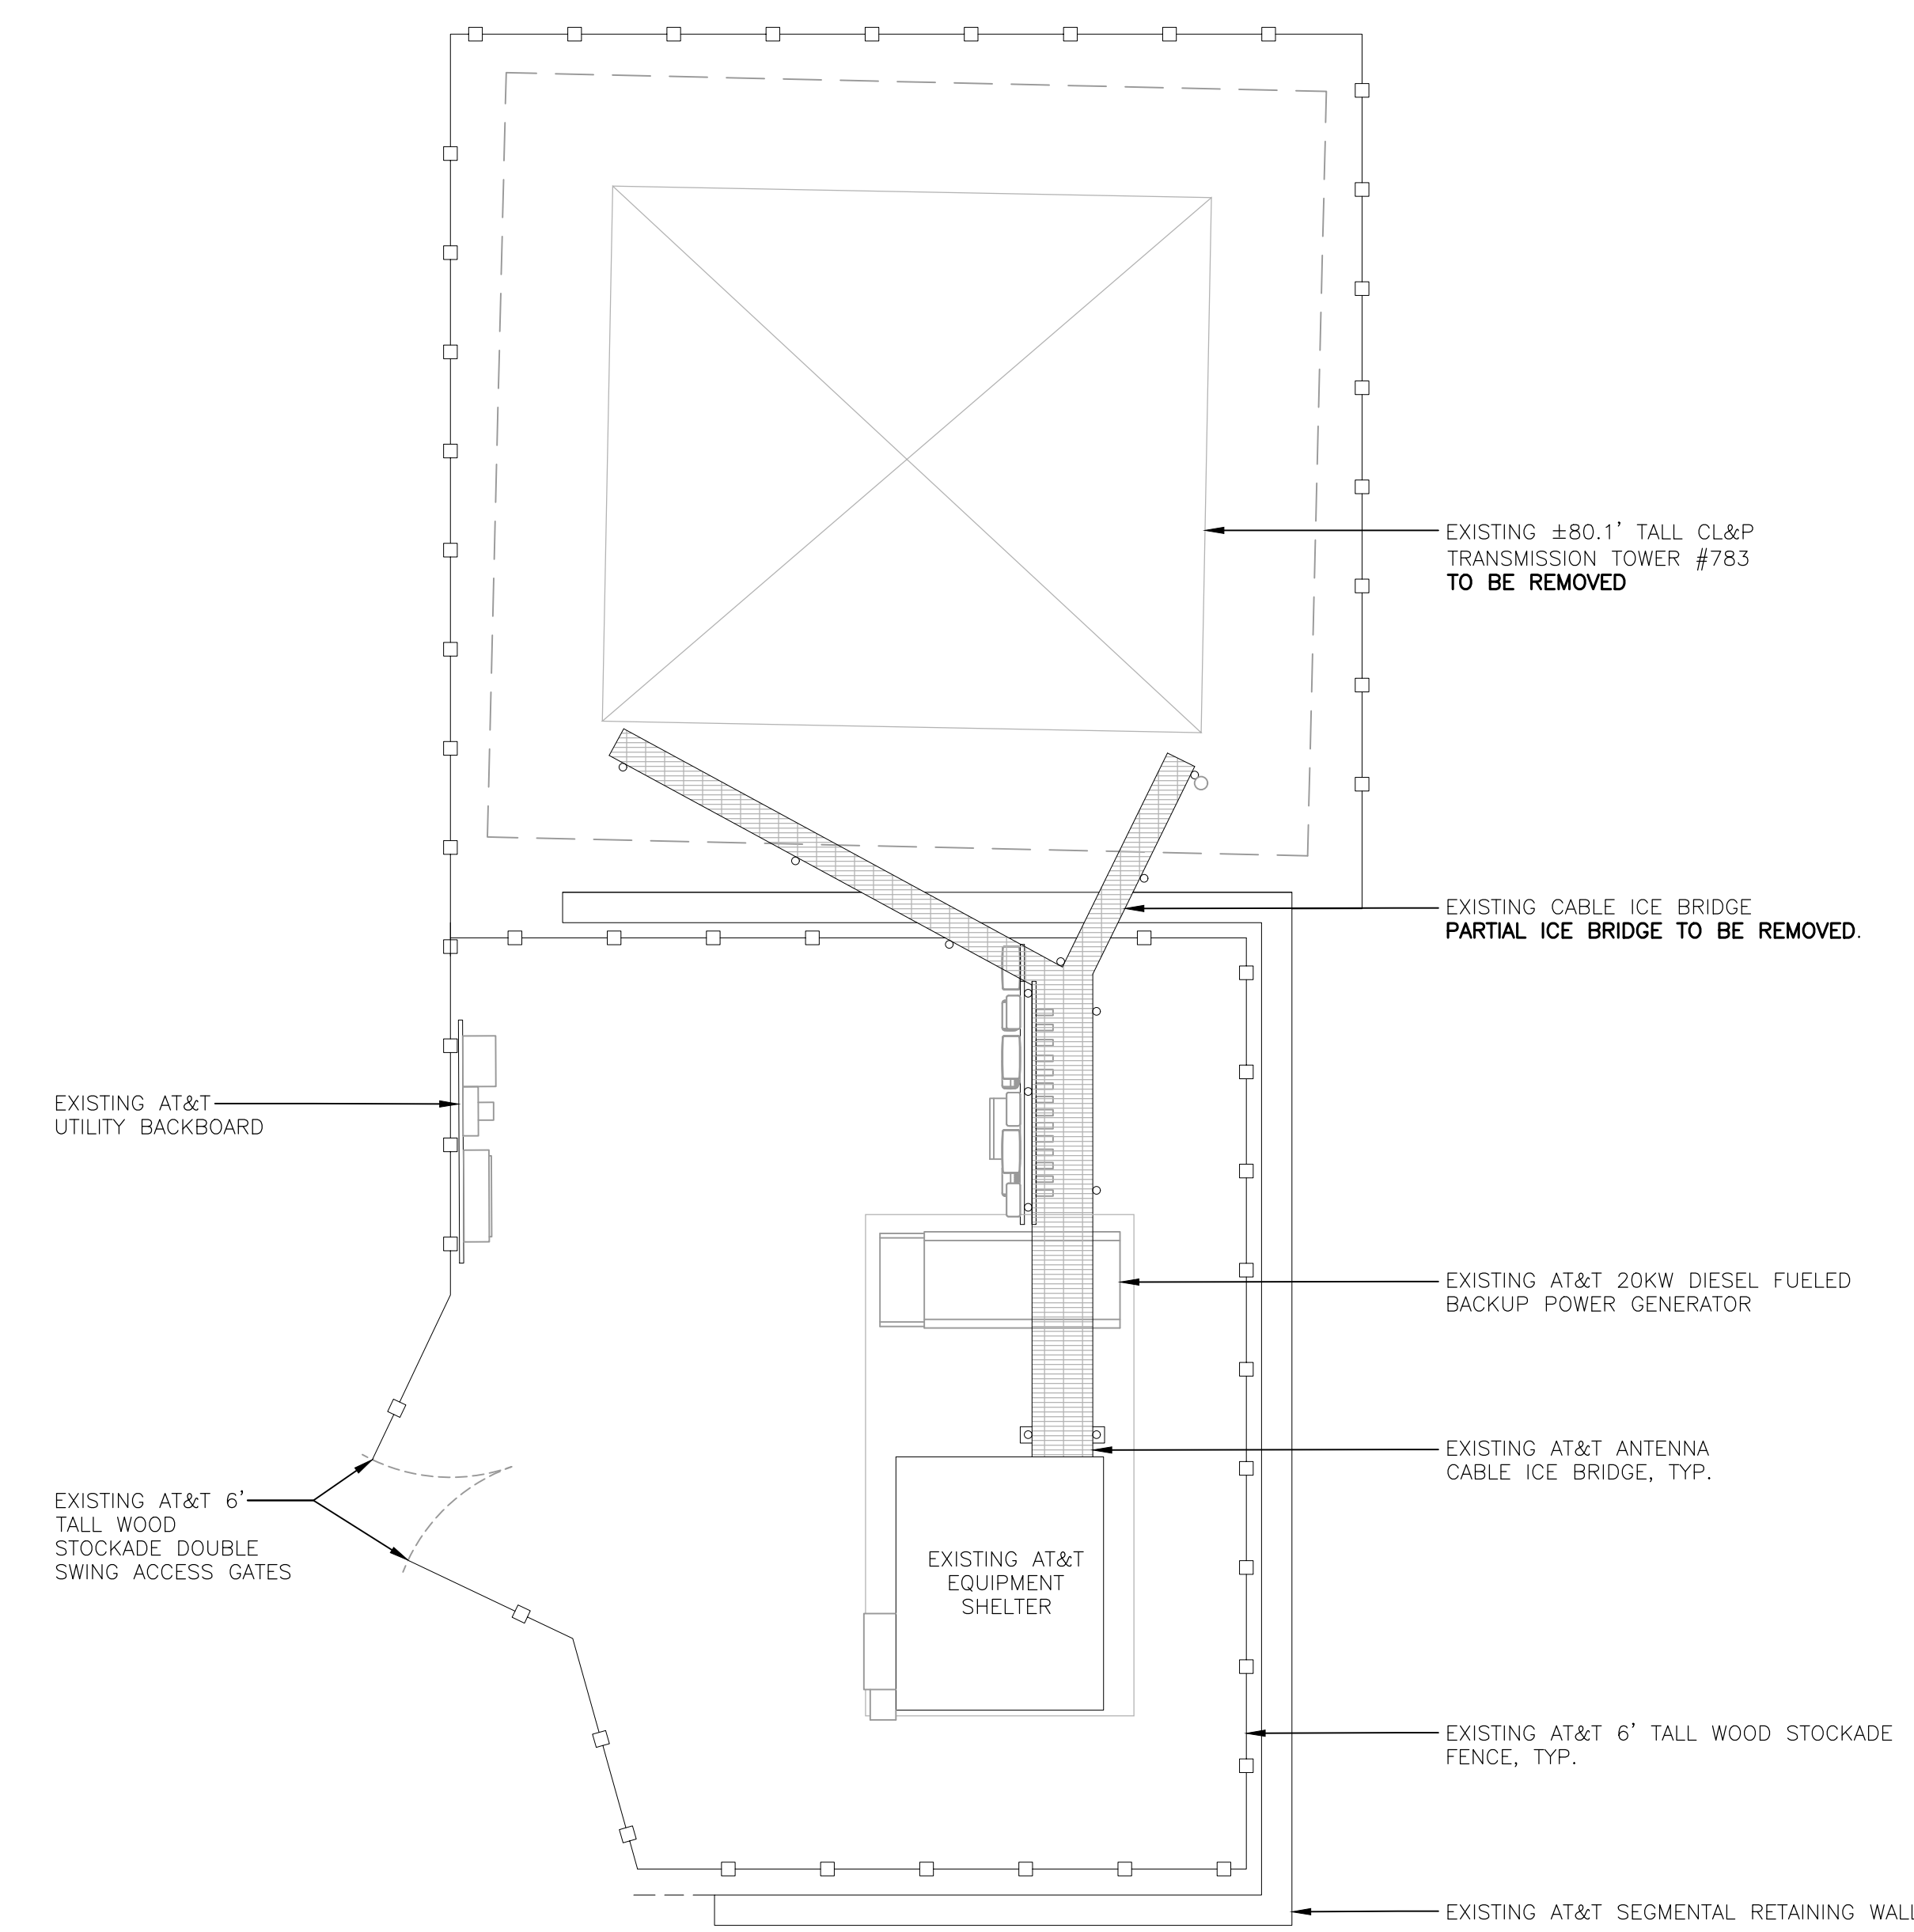 EXISTING ±80.1' TALL CL&P
TRANSMISSION TOWER #783
TO BE REMOVED
EXISTING CABLE ICE BRIDGE
PARTIAL ICE BRIDGE TO BE REMOVED.
EXISTING AT&T
UTILITY BACKBOARD
EXISTING AT&T 20KW DIESEL FUELED
BACKUP POWER GENERATOR
EXISTING AT&T ANTENNA
CABLE ICE BRIDGE, TYP.
EXISTING AT&T 6'
TALL WOOD
STOCKADE DOUBLE
SWING ACCESS GATES
EXISTING AT&T
EQUIPMENT
SHELTER
EXISTING AT&T 6' TALL WOOD STOCKADE
FENCE, TYP.
EXISTING AT&T SEGMENTAL RETAINING WALL